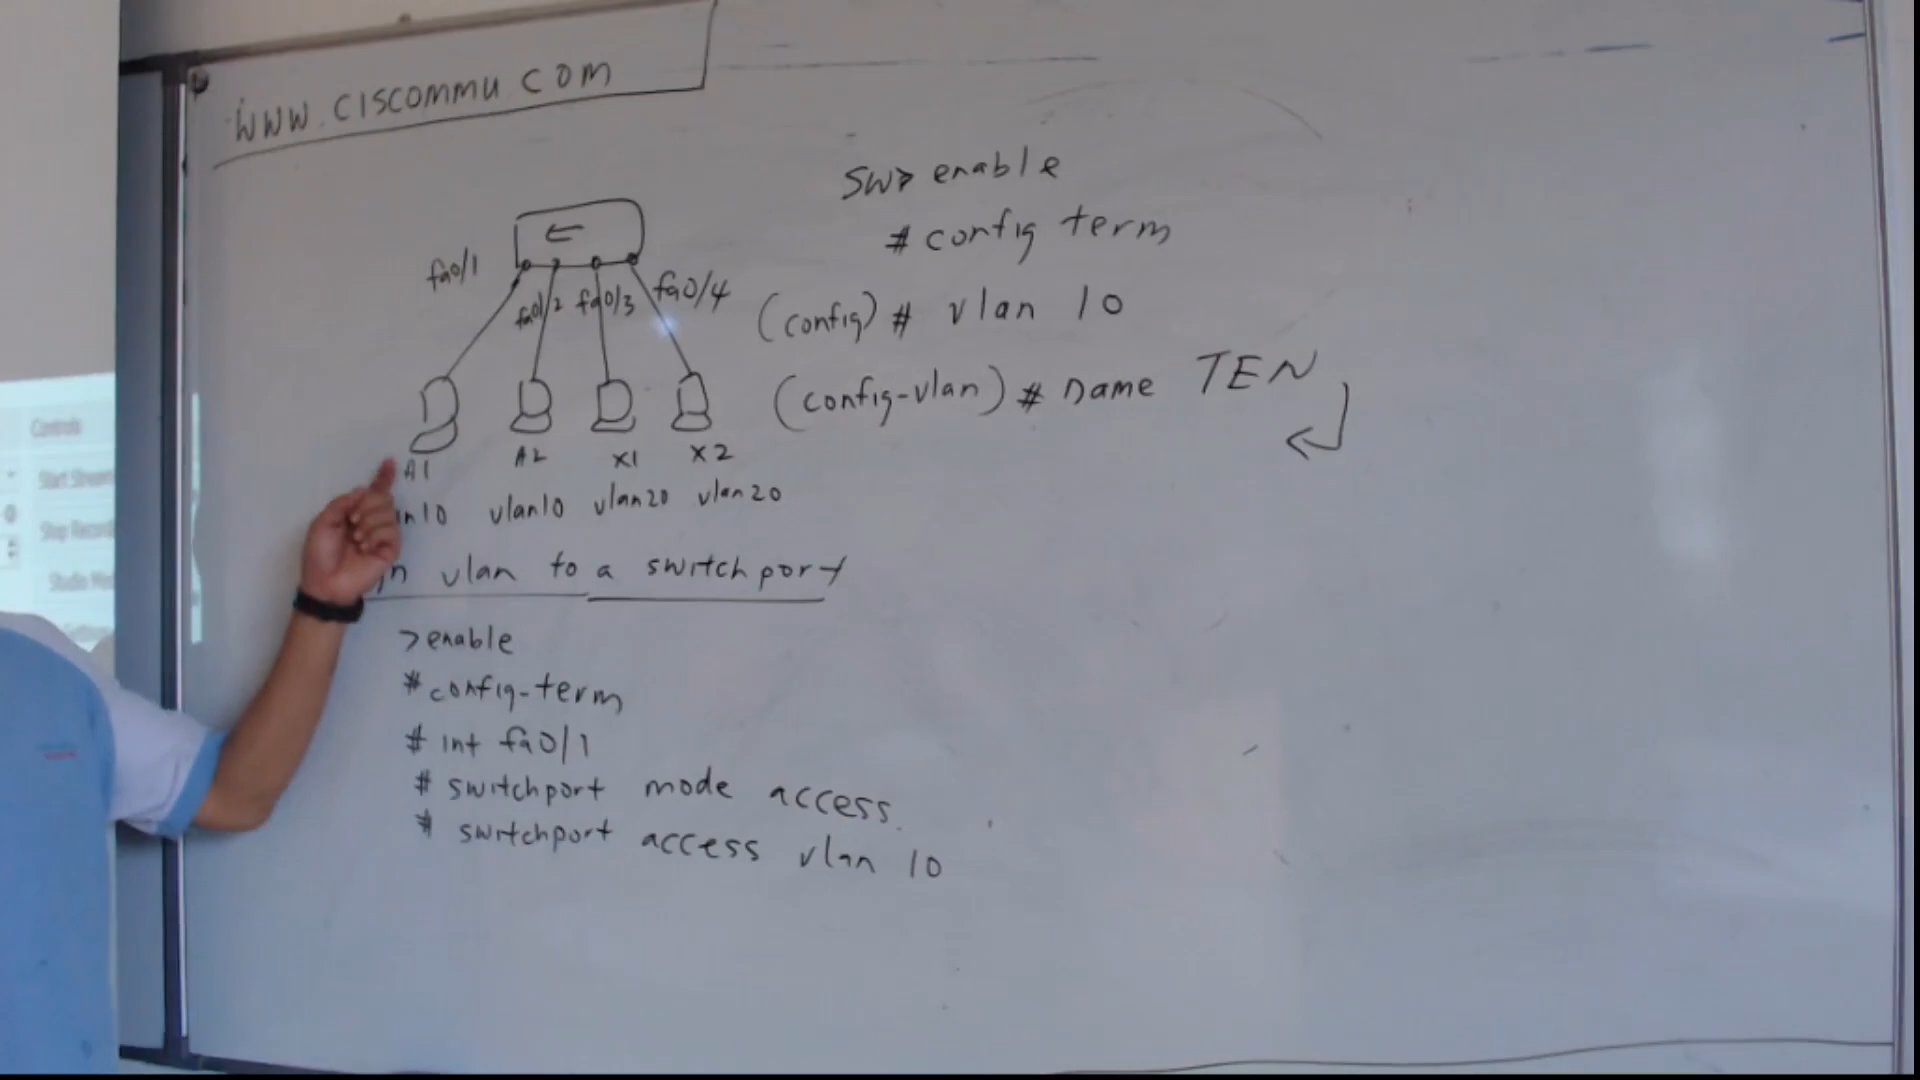 www.ciscommu com
SW> enable
# config term
(config) # vlan 10
(config-vlan) # name TEN
fa0/1
fa0/2 fa0/3 fa0/4
A1 A2 X1 X2
vlan10 vlan20 vlan20
vlan to a switchport
>enable
# config-term
# int fa0/1
# switchport mode access
# switchport access vlan 10
Controls